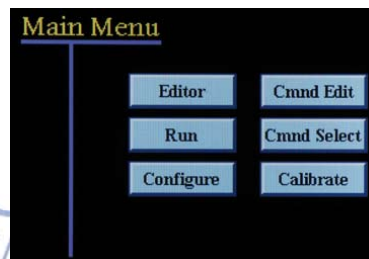 Main Menu
Editor
Cmnd Edit
Run
Cmnd Select
Configure
Calibrate